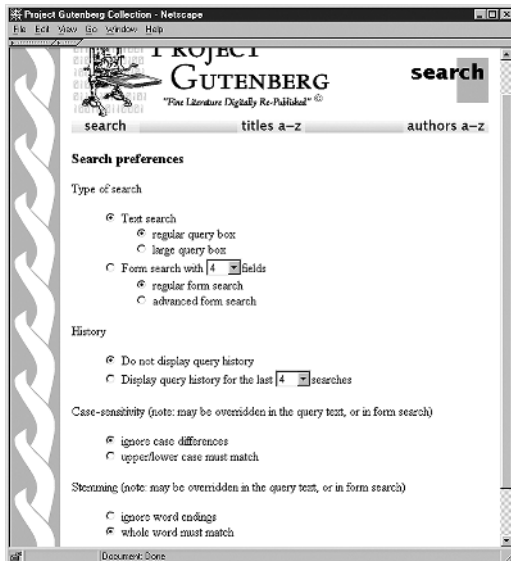 Project Gutenberg Collection - Netscape
File Edit View Go Window Help
PROJECT
GUTENBERG
"Fine Literature Digitally Re-Published" ©
search
search titles a-z authors a-z
Search preferences
Type of search
Text search
regular query box
large query box
Form search with 4 fields
regular form search
advanced form search
History
Do not display query history
Display query history for the last 4 searches
Case-sensitivity (note: may be overridden in the query text, or in form search)
ignore case differences
upper/lower case must match
Stemming (note: may be overridden in the query text, or in form search)
ignore word endings
whole word must match
Document: Done